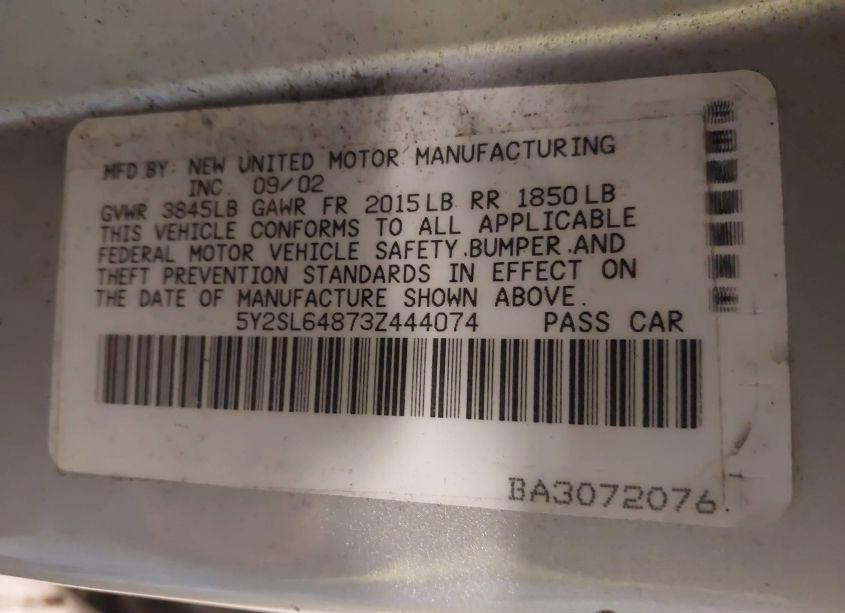 MFD BY: NEW UNITED MOTOR MANUFACTURING
INC. 09/02
GVWR 3845LB GAWR FR 2015LB RR 1850LB
THIS VEHICLE CONFORMS TO ALL APPLICABLE
FEDERAL MOTOR VEHICLE SAFETY,BUMPER,AND
THEFT PREVENTION STANDARDS IN EFFECT ON
THE DATE OF MANUFACTURE SHOWN ABOVE.
5Y2SL64873Z444074 PASS CAR
BA3072076